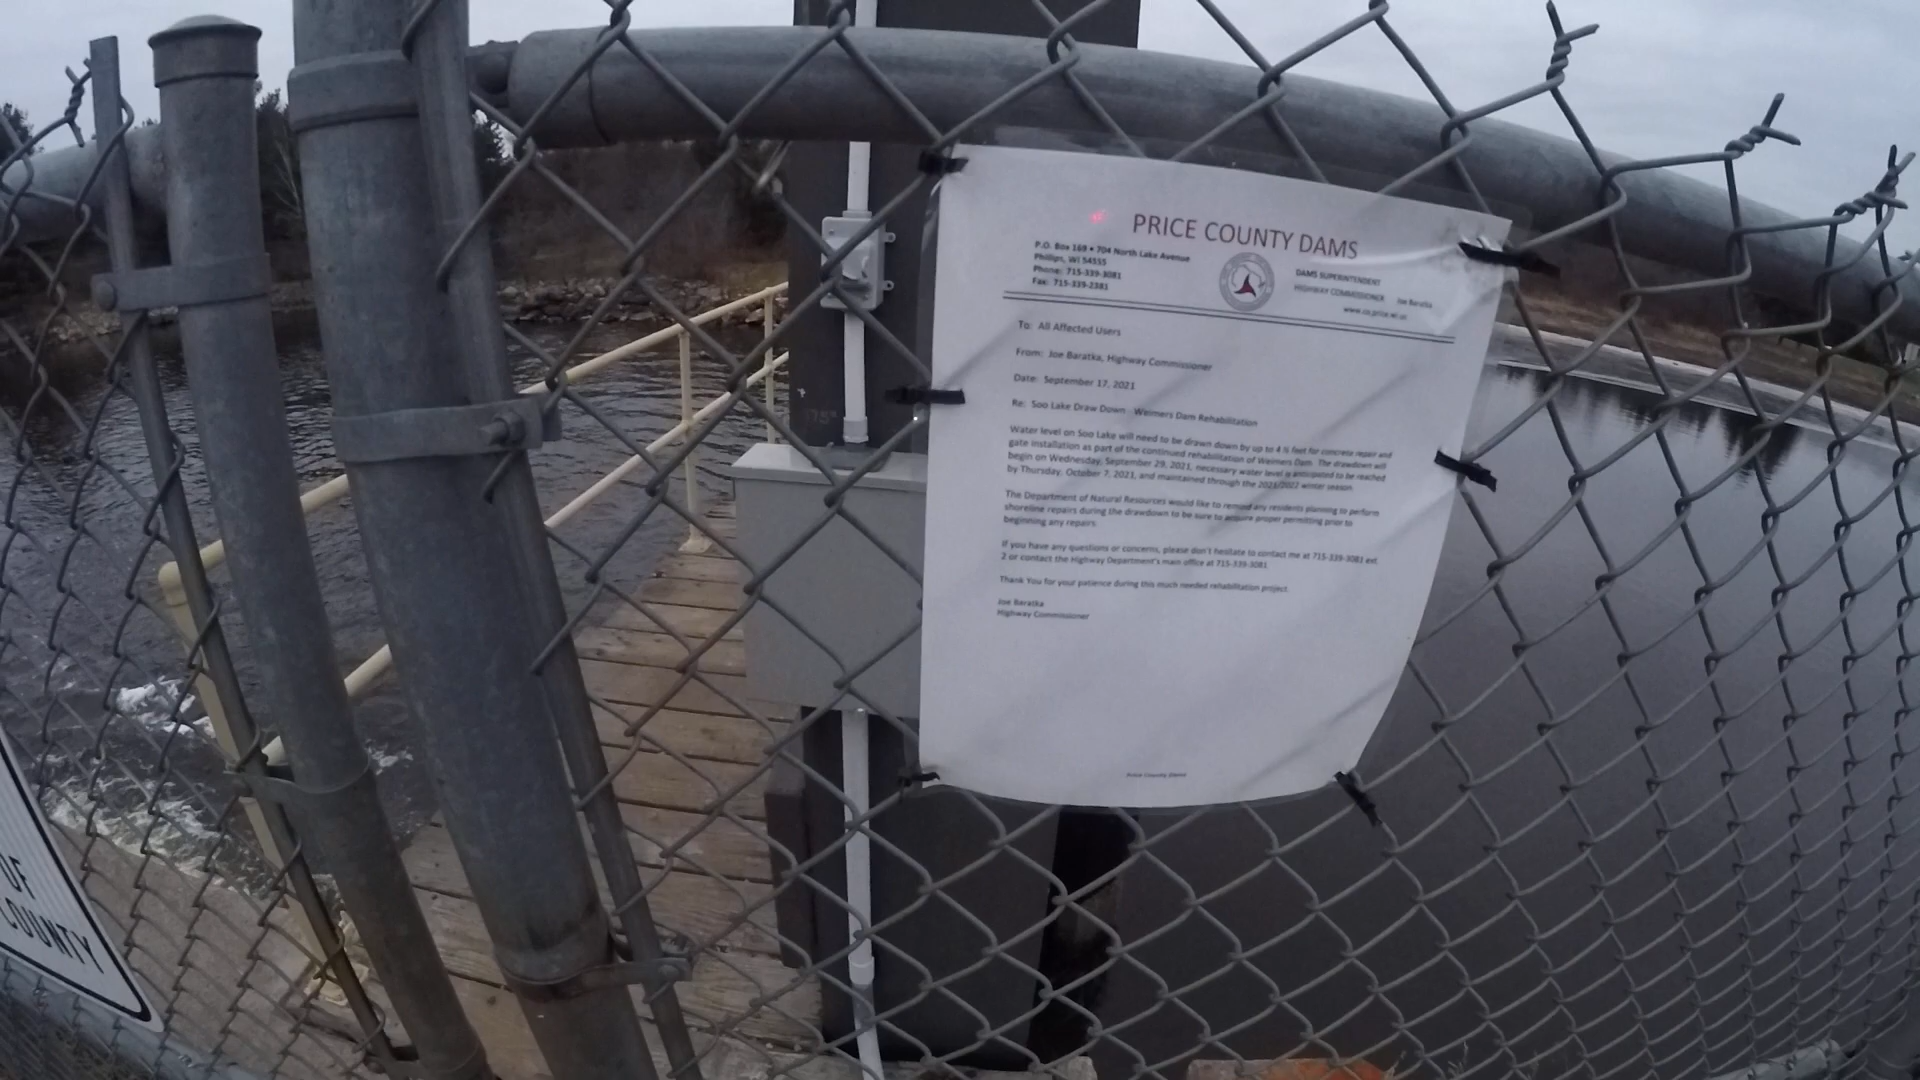 PRICE COUNTY DAMS
P.O. Box 169 • 704 North Lake Avenue
Phillips, WI 54555
Phone: 715-339-3081
Fax: 715-339-2381
DAMS SUPERINTENDENT
HIGHWAY COMMISSIONER Joe Baratka
www.co.price.wi.us
To: All Affected Users
From: Joe Baratka, Highway Commissioner
Date: September 17, 2021
Re: Soo Lake Draw Down - Weimers Dam Rehabilitation
Water level on Soo Lake will need to be drawn down by up to 4 ½ feet for concrete repair and
gate installation as part of the continued rehabilitation of Weimers Dam. The drawdown will
begin on Wednesday, September 29, 2021, necessary water level is anticipated to be reached
by Thursday, October 7, 2021, and maintained through the 2021/2022 winter season.
The Department of Natural Resources would like to remind any residents planning to perform
shoreline repairs during the drawdown to be sure to acquire proper permitting prior to
beginning any repairs.
If you have any questions or concerns, please don't hesitate to contact me at 715-339-3081 ext
2 or contact the Highway Department's main office at 715-339-3081.
Thank You for your patience during this much needed rehabilitation project.
Joe Baratka
Highway Commissioner
Price County Dams
OF
COUNTY